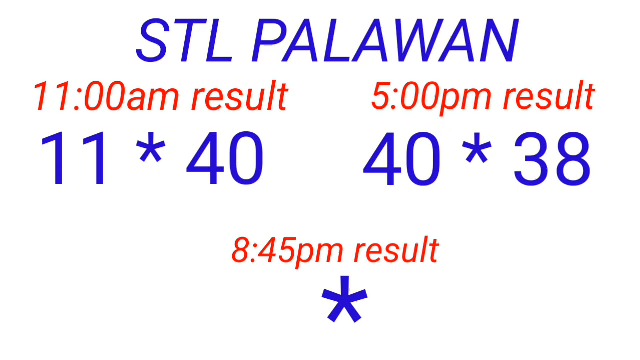 STL PALAWAN
11:00am result 5:00pm result
11 * 40 40 * 38
8:45pm result
*